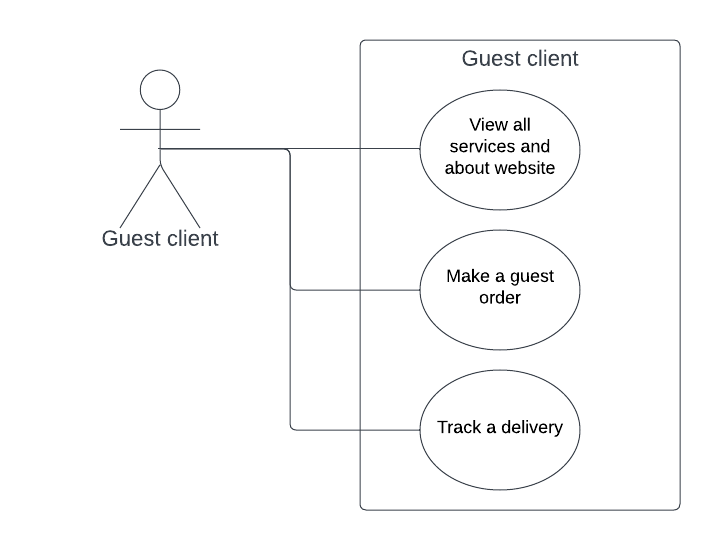 Guest client
View all
services and
about website
Guest client
Make a guest
order
Track a delivery